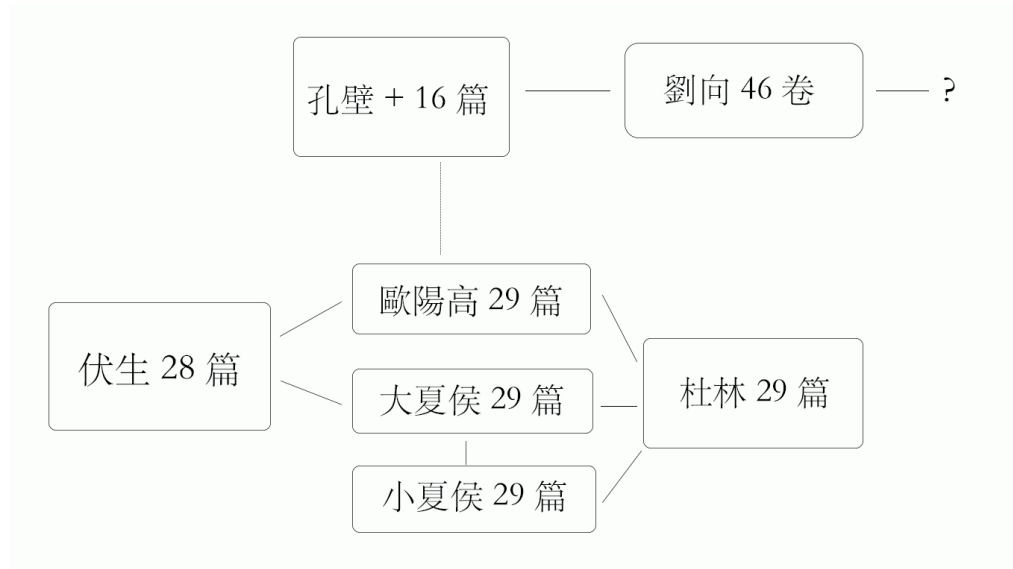 孔壁 + 16 篇
劉向 46 卷
?
歐陽高 29 篇
伏生 28 篇
大夏侯 29 篇
杜林 29 篇
小夏侯 29 篇